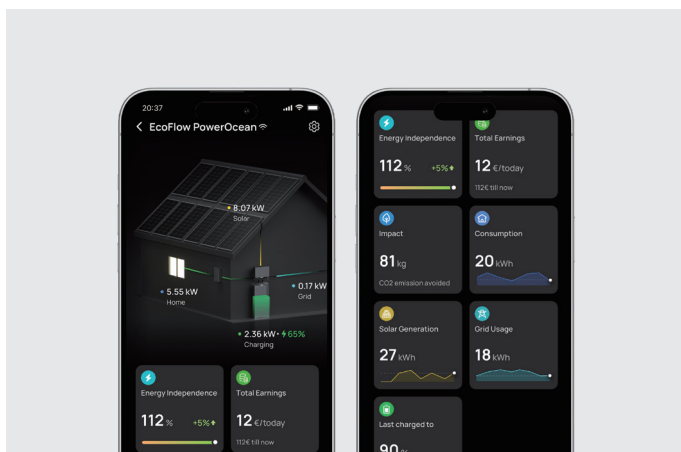 20:37
EcoFlow PowerOcean
8.07 kW
Solar
5.55 kW
Home
0.17 kW
Grid
2.36 kW • 65%
Charging
Energy Independence
112 % +5%
Total Earnings
12 €/today
112€ till now
Energy Independence
112 % +5%
Total Earnings
12 €/today
112€ till now
Impact
81 kg
CO2 emission avoided
Consumption
20 kWh
Solar Generation
27 kWh
Grid Usage
18 kWh
Last charged to
90 %